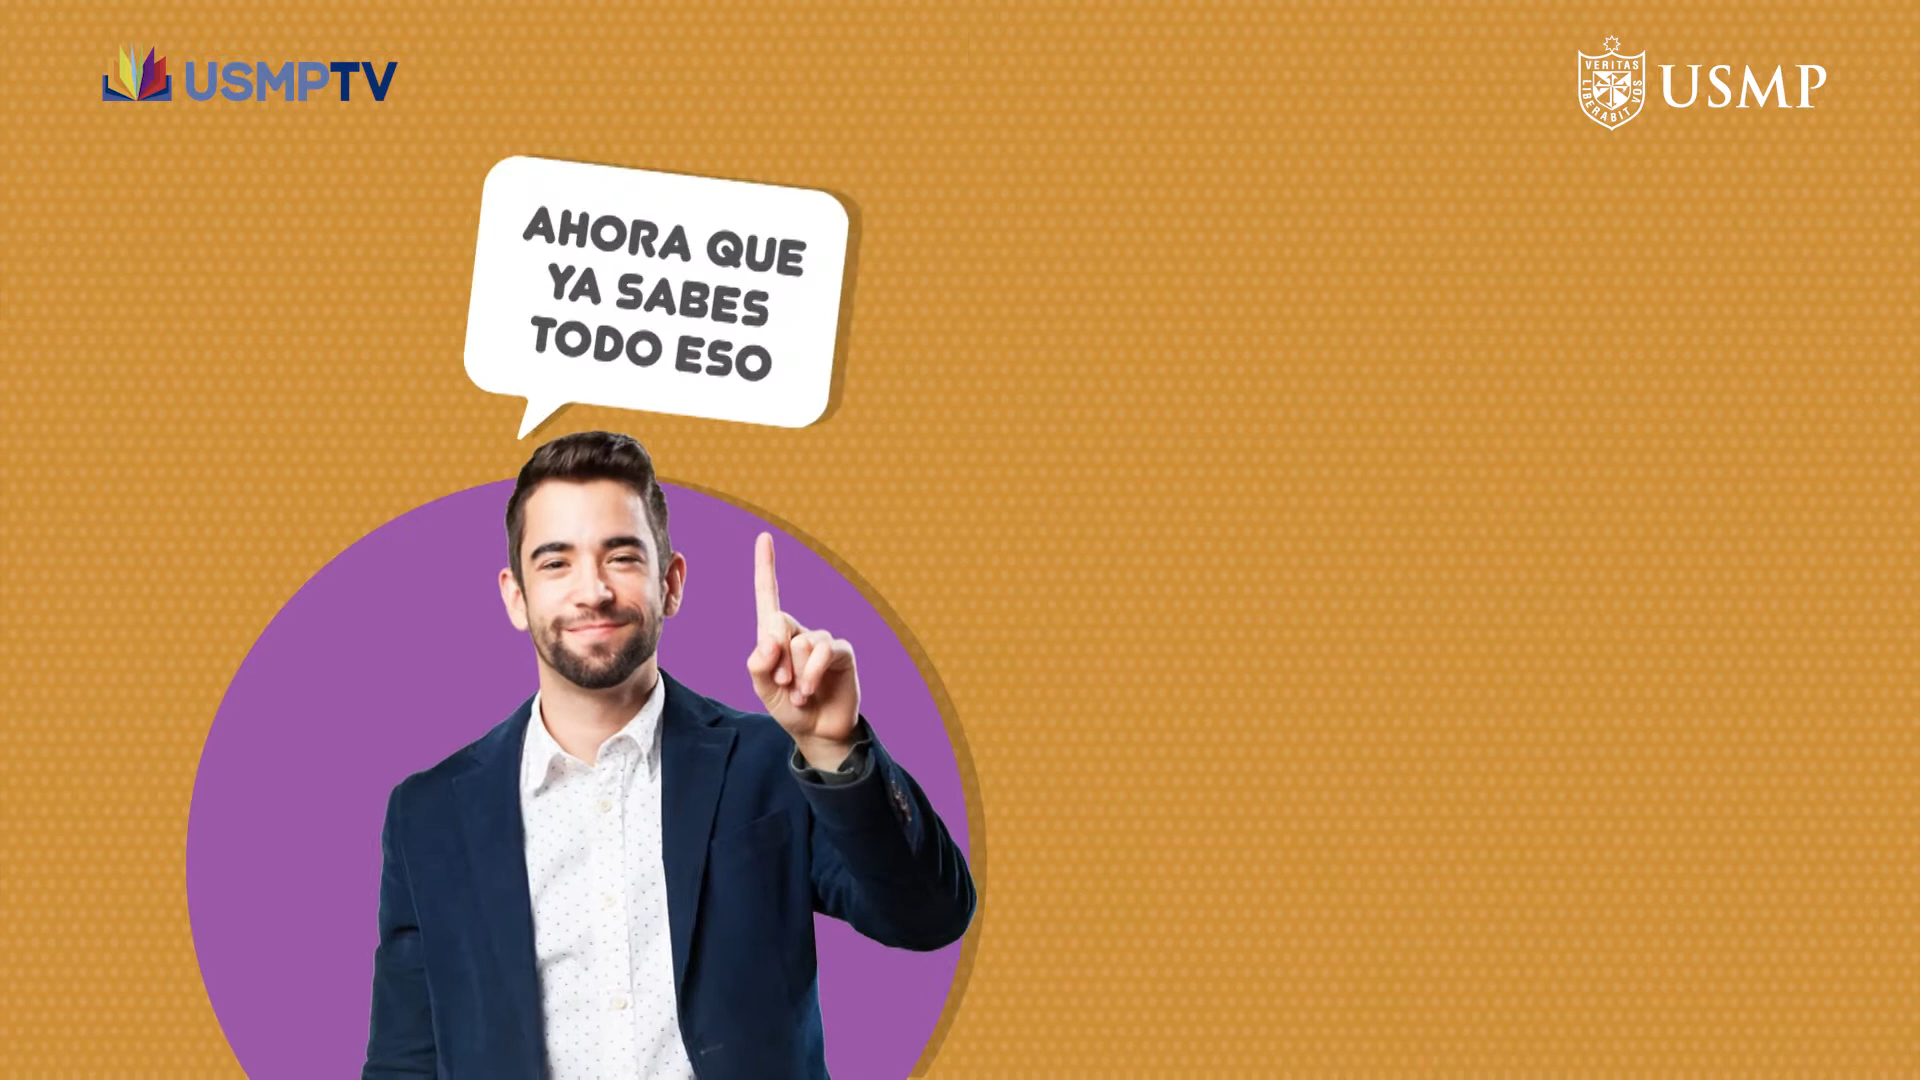 USMPTV
VERITAS
LIBERABIT VOS
USMP
AHORA QUE
YA SABES
TODO ESO